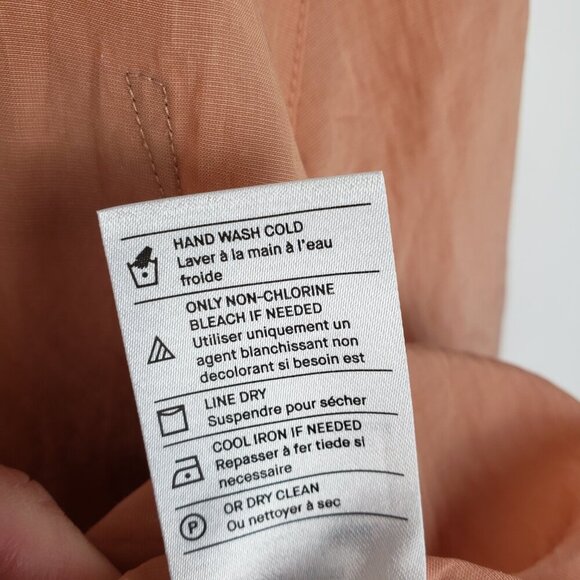 HAND WASH COLD
Laver à la main à l'eau
froide
ONLY NON-CHLORINE
BLEACH IF NEEDED
Utiliser uniquement un
agent blanchissant non
decolorant si besoin est
LINE DRY
Suspendre pour sécher
COOL IRON IF NEEDED
Repasser à fer tiede si
necessaire
P
OR DRY CLEAN
Ou nettoyer à sec